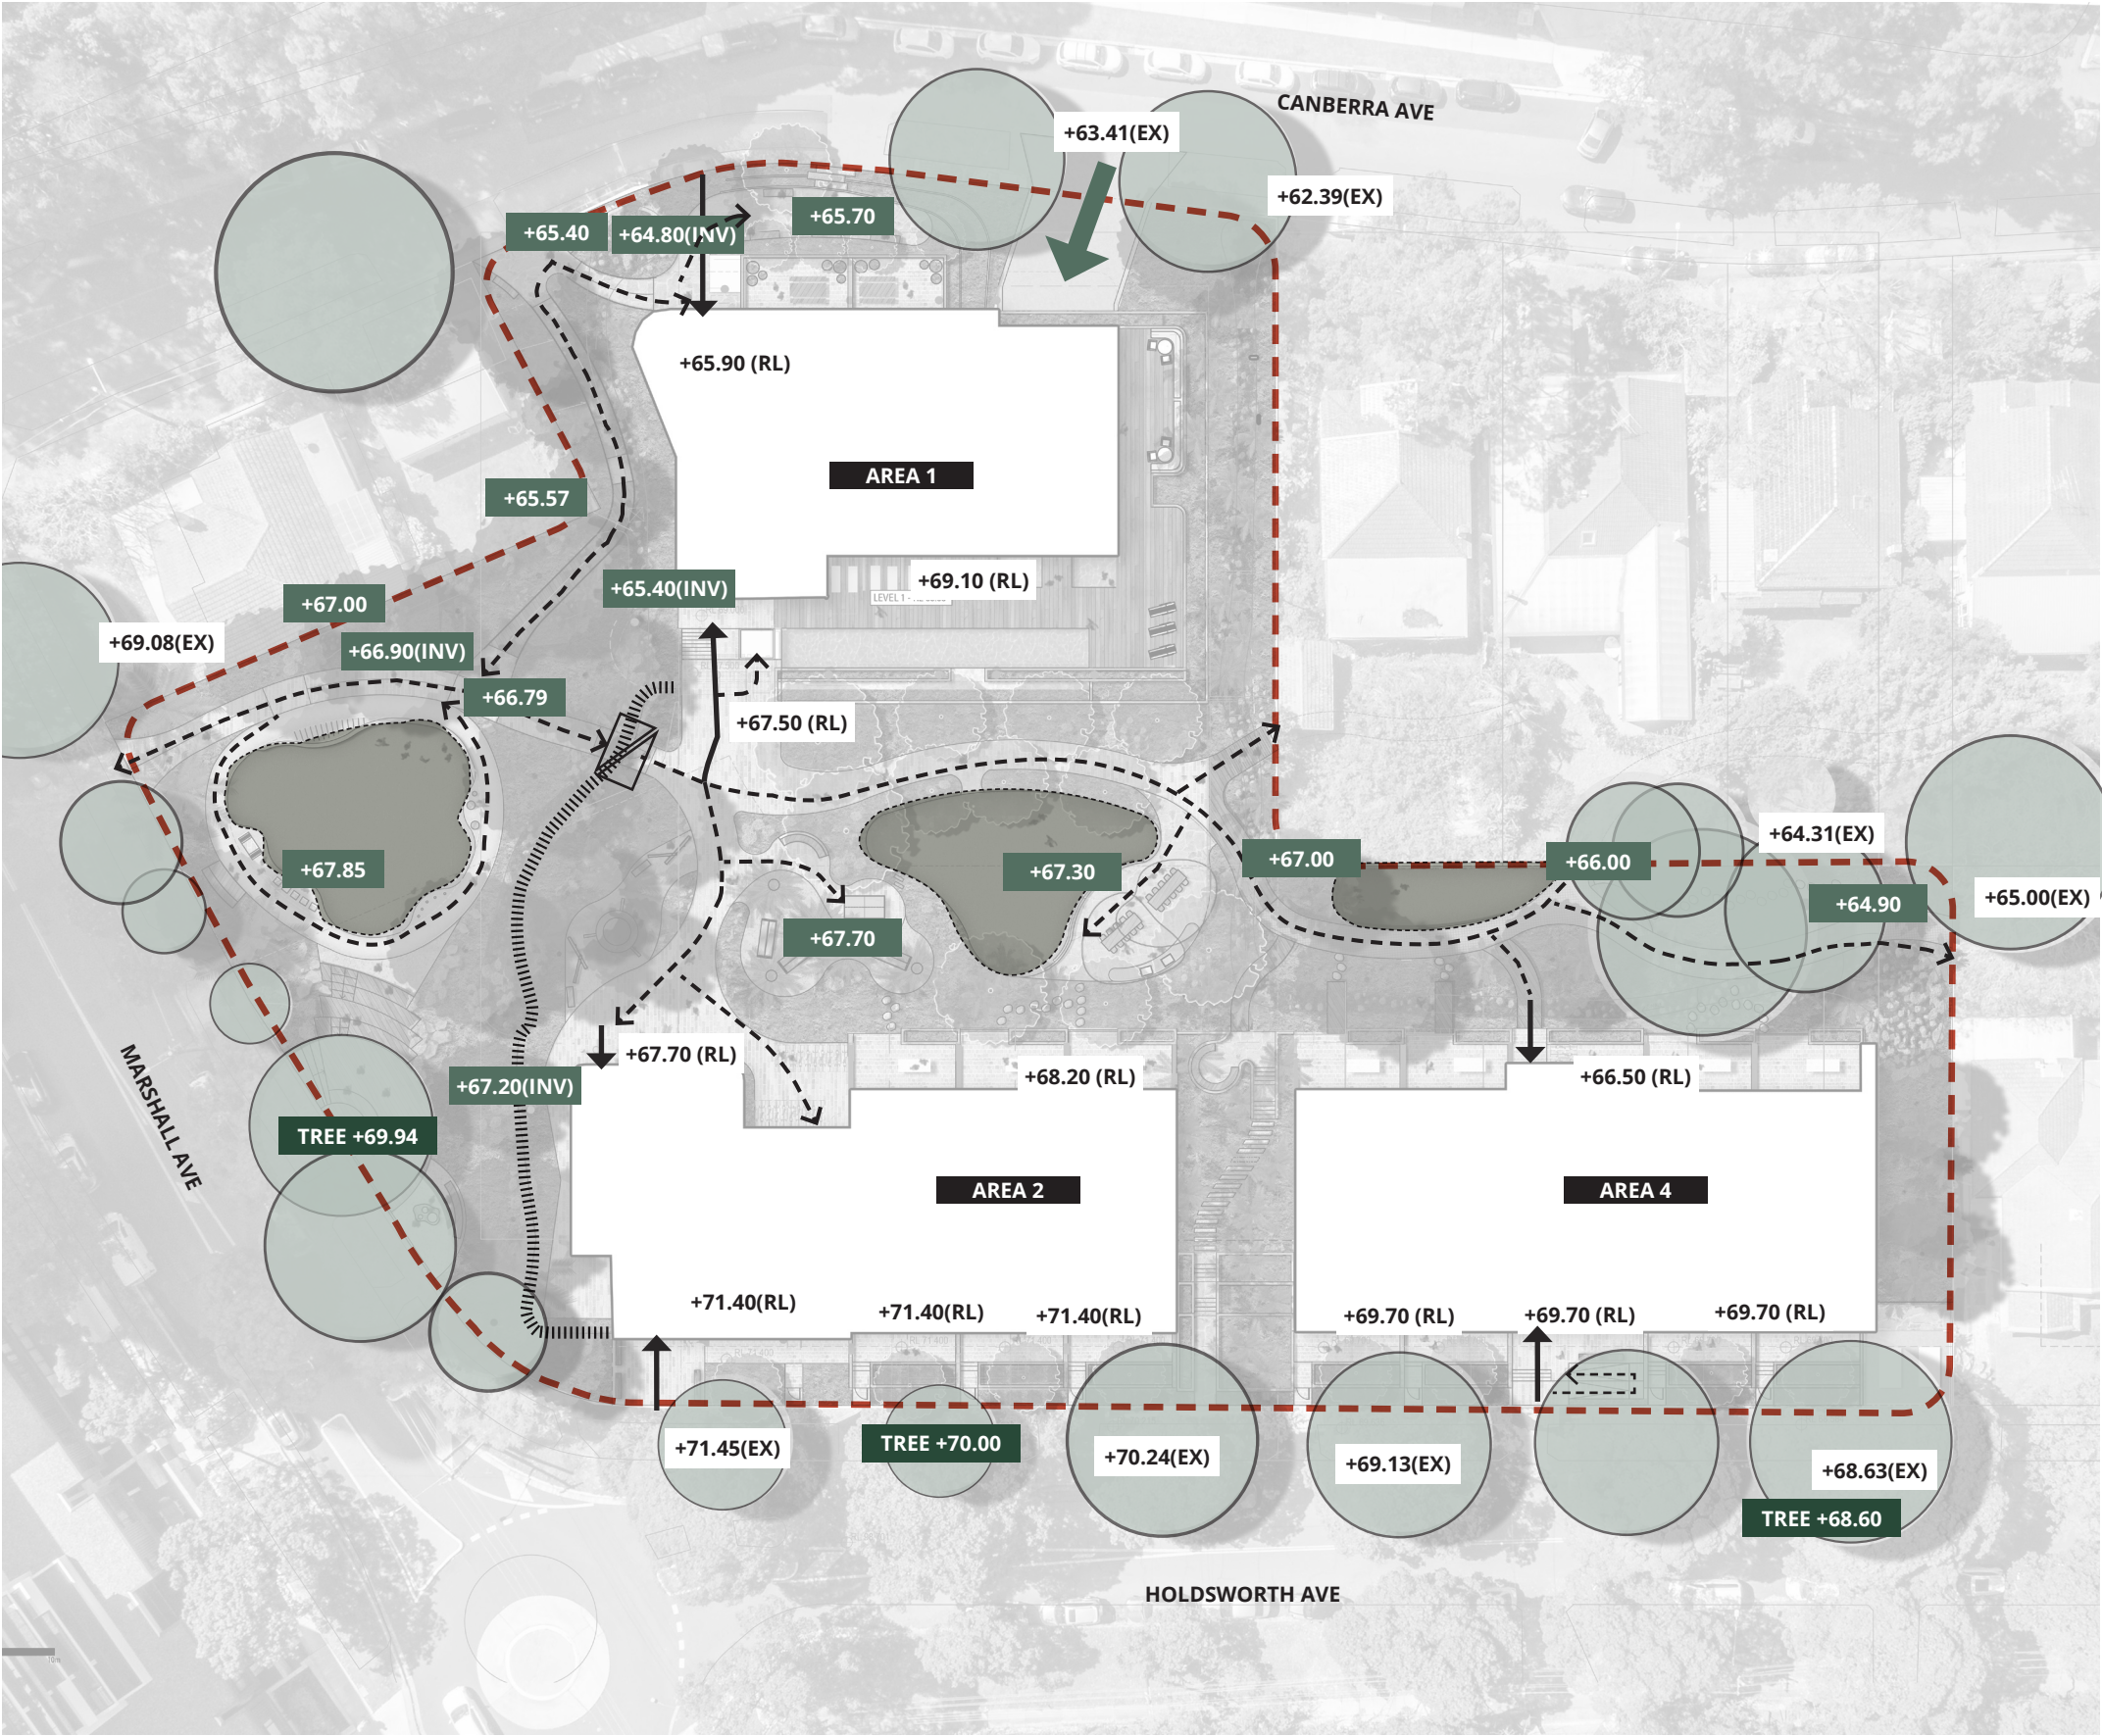 CANBERRA AVE
+63.41(EX)
+62.39(EX)
+65.40
+64.80(INV)
+65.70
+65.90 (RL)
AREA 1
+65.57
+69.10 (RL)
+65.40(INV)
+67.00
+69.08(EX)
+66.90(INV)
+66.79
+67.50 (RL)
+67.85
+67.30
+67.00
+66.00
+64.31(EX)
+65.00(EX)
+64.90
+67.70
+67.70 (RL)
+68.20 (RL)
+66.50 (RL)
+67.20(INV)
MARSHALL AVE
TREE +69.94
AREA 2
AREA 4
+71.40(RL)
+71.40(RL)
+71.40(RL)
+69.70 (RL)
+69.70 (RL)
+69.70 (RL)
+71.45(EX)
TREE +70.00
+70.24(EX)
+69.13(EX)
+68.63(EX)
TREE +68.60
HOLDSWORTH AVE